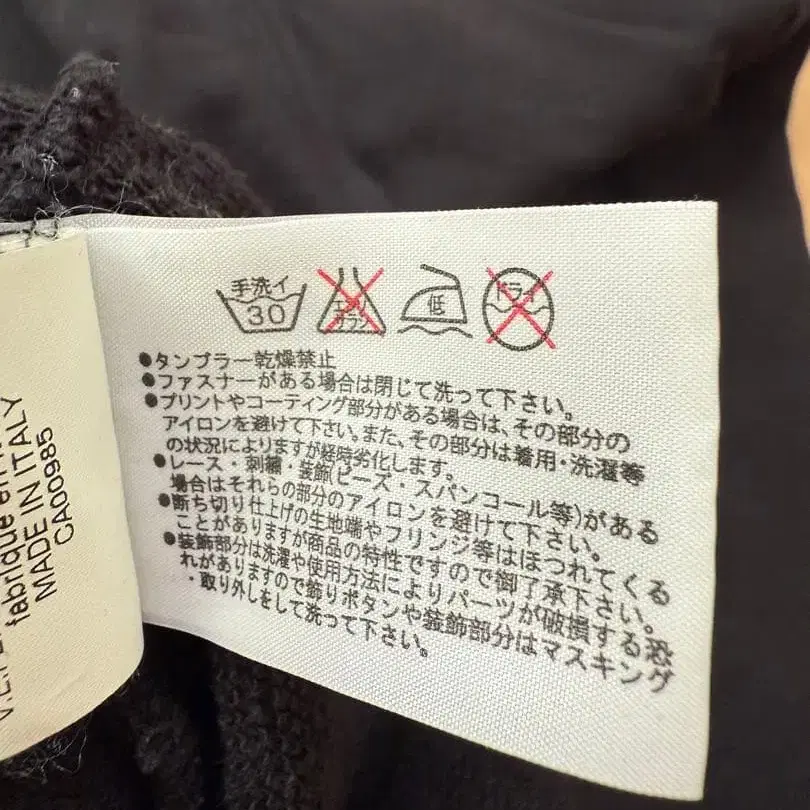 手洗イ
30
エンソ
サラシ
低
ドライ
●タンブラー乾燥禁止
●ファスナーがある場合は閉じて洗って下さい。
●プリントやコーティング部分がある場合は、その部分の
アイロンを避けて下さい。また、その部分は着用・洗濯等
の状況によりますが経時劣化します。
●レース・刺繍・装飾(ビーズ・スパンコール等)がある
場合はそれらの部分のアイロンを避けて下さい。
●断ち切り仕上げの生地端やフリンジ等はほつれてくる
ことがありますが商品の特性ですので御了承下さい。
●装飾部分は洗濯や使用方法によりパーツが破損する恐
れがありますので飾りボタンや装飾部分はマスキング
・取り外しをして洗って下さい。
fabriqué en
MADE IN ITALY
CA00985